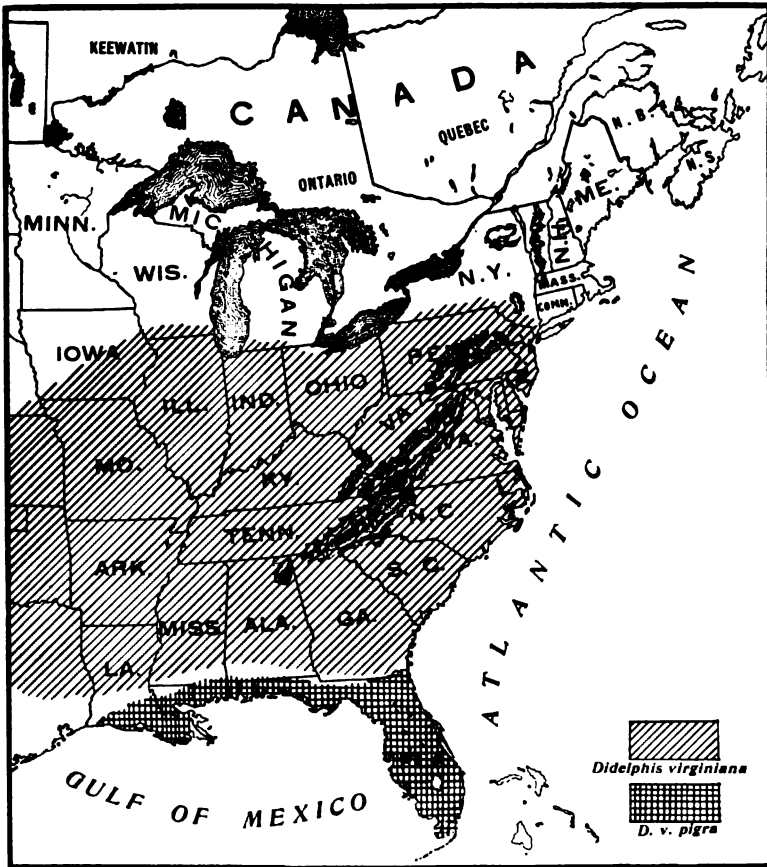 KEEWATIN
CANADA
QUEBEC
ONTARIO
N.B.
N.S.
ME.
MINN.
MICHIGAN
WIS.
N.Y.
N.H.
MASS.
CONN.
IOWA
ILL.
IND.
OHIO
PE
VA
VA.
MO.
KY.
TENN.
N.C
ARK.
S. C.
MISS.
ALA.
GA.
LA.
ATLANTIC OCEAN
GULF OF MEXICO
Didelphis virginiana
D. v. pigra